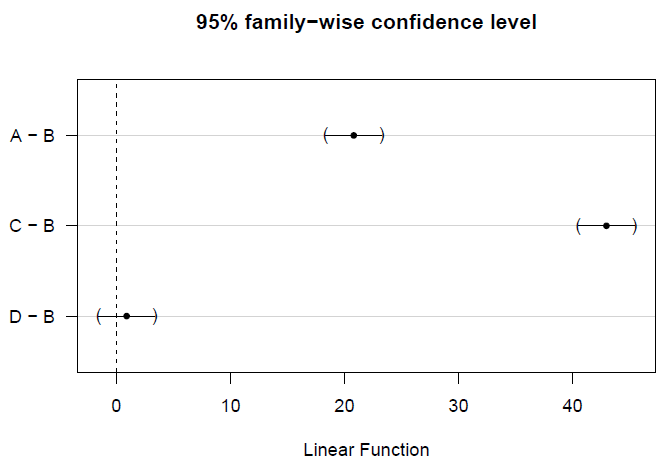 95% family−wise confidence level
A − B
C − B
D − B
0 10 20 30 40
Linear Function